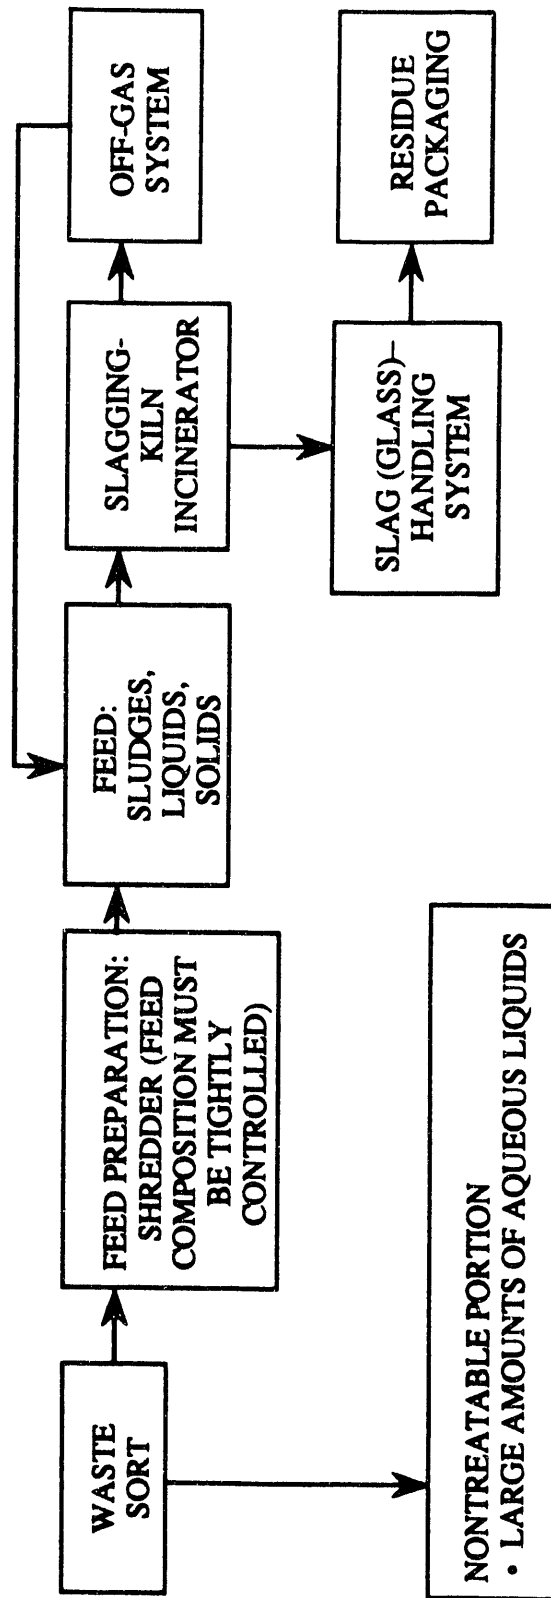 WASTE
SORT
FEED PREPARATION:
SHREDDER (FEED
COMPOSITION MUST
BE TIGHTLY
CONTROLLED)
FEED:
SLUDGES,
LIQUIDS,
SOLIDS
SLAGGING-
KILN
INCINERATOR
OFF-GAS
SYSTEM
NONTREATABLE PORTION
• LARGE AMOUNTS OF AQUEOUS LIQUIDS
SLAG (GLASS)–
HANDLING
SYSTEM
RESIDUE
PACKAGING